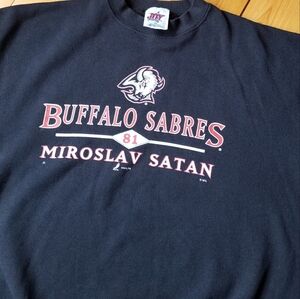 BUFFALO SABRES
81
MIROSLAV SATAN